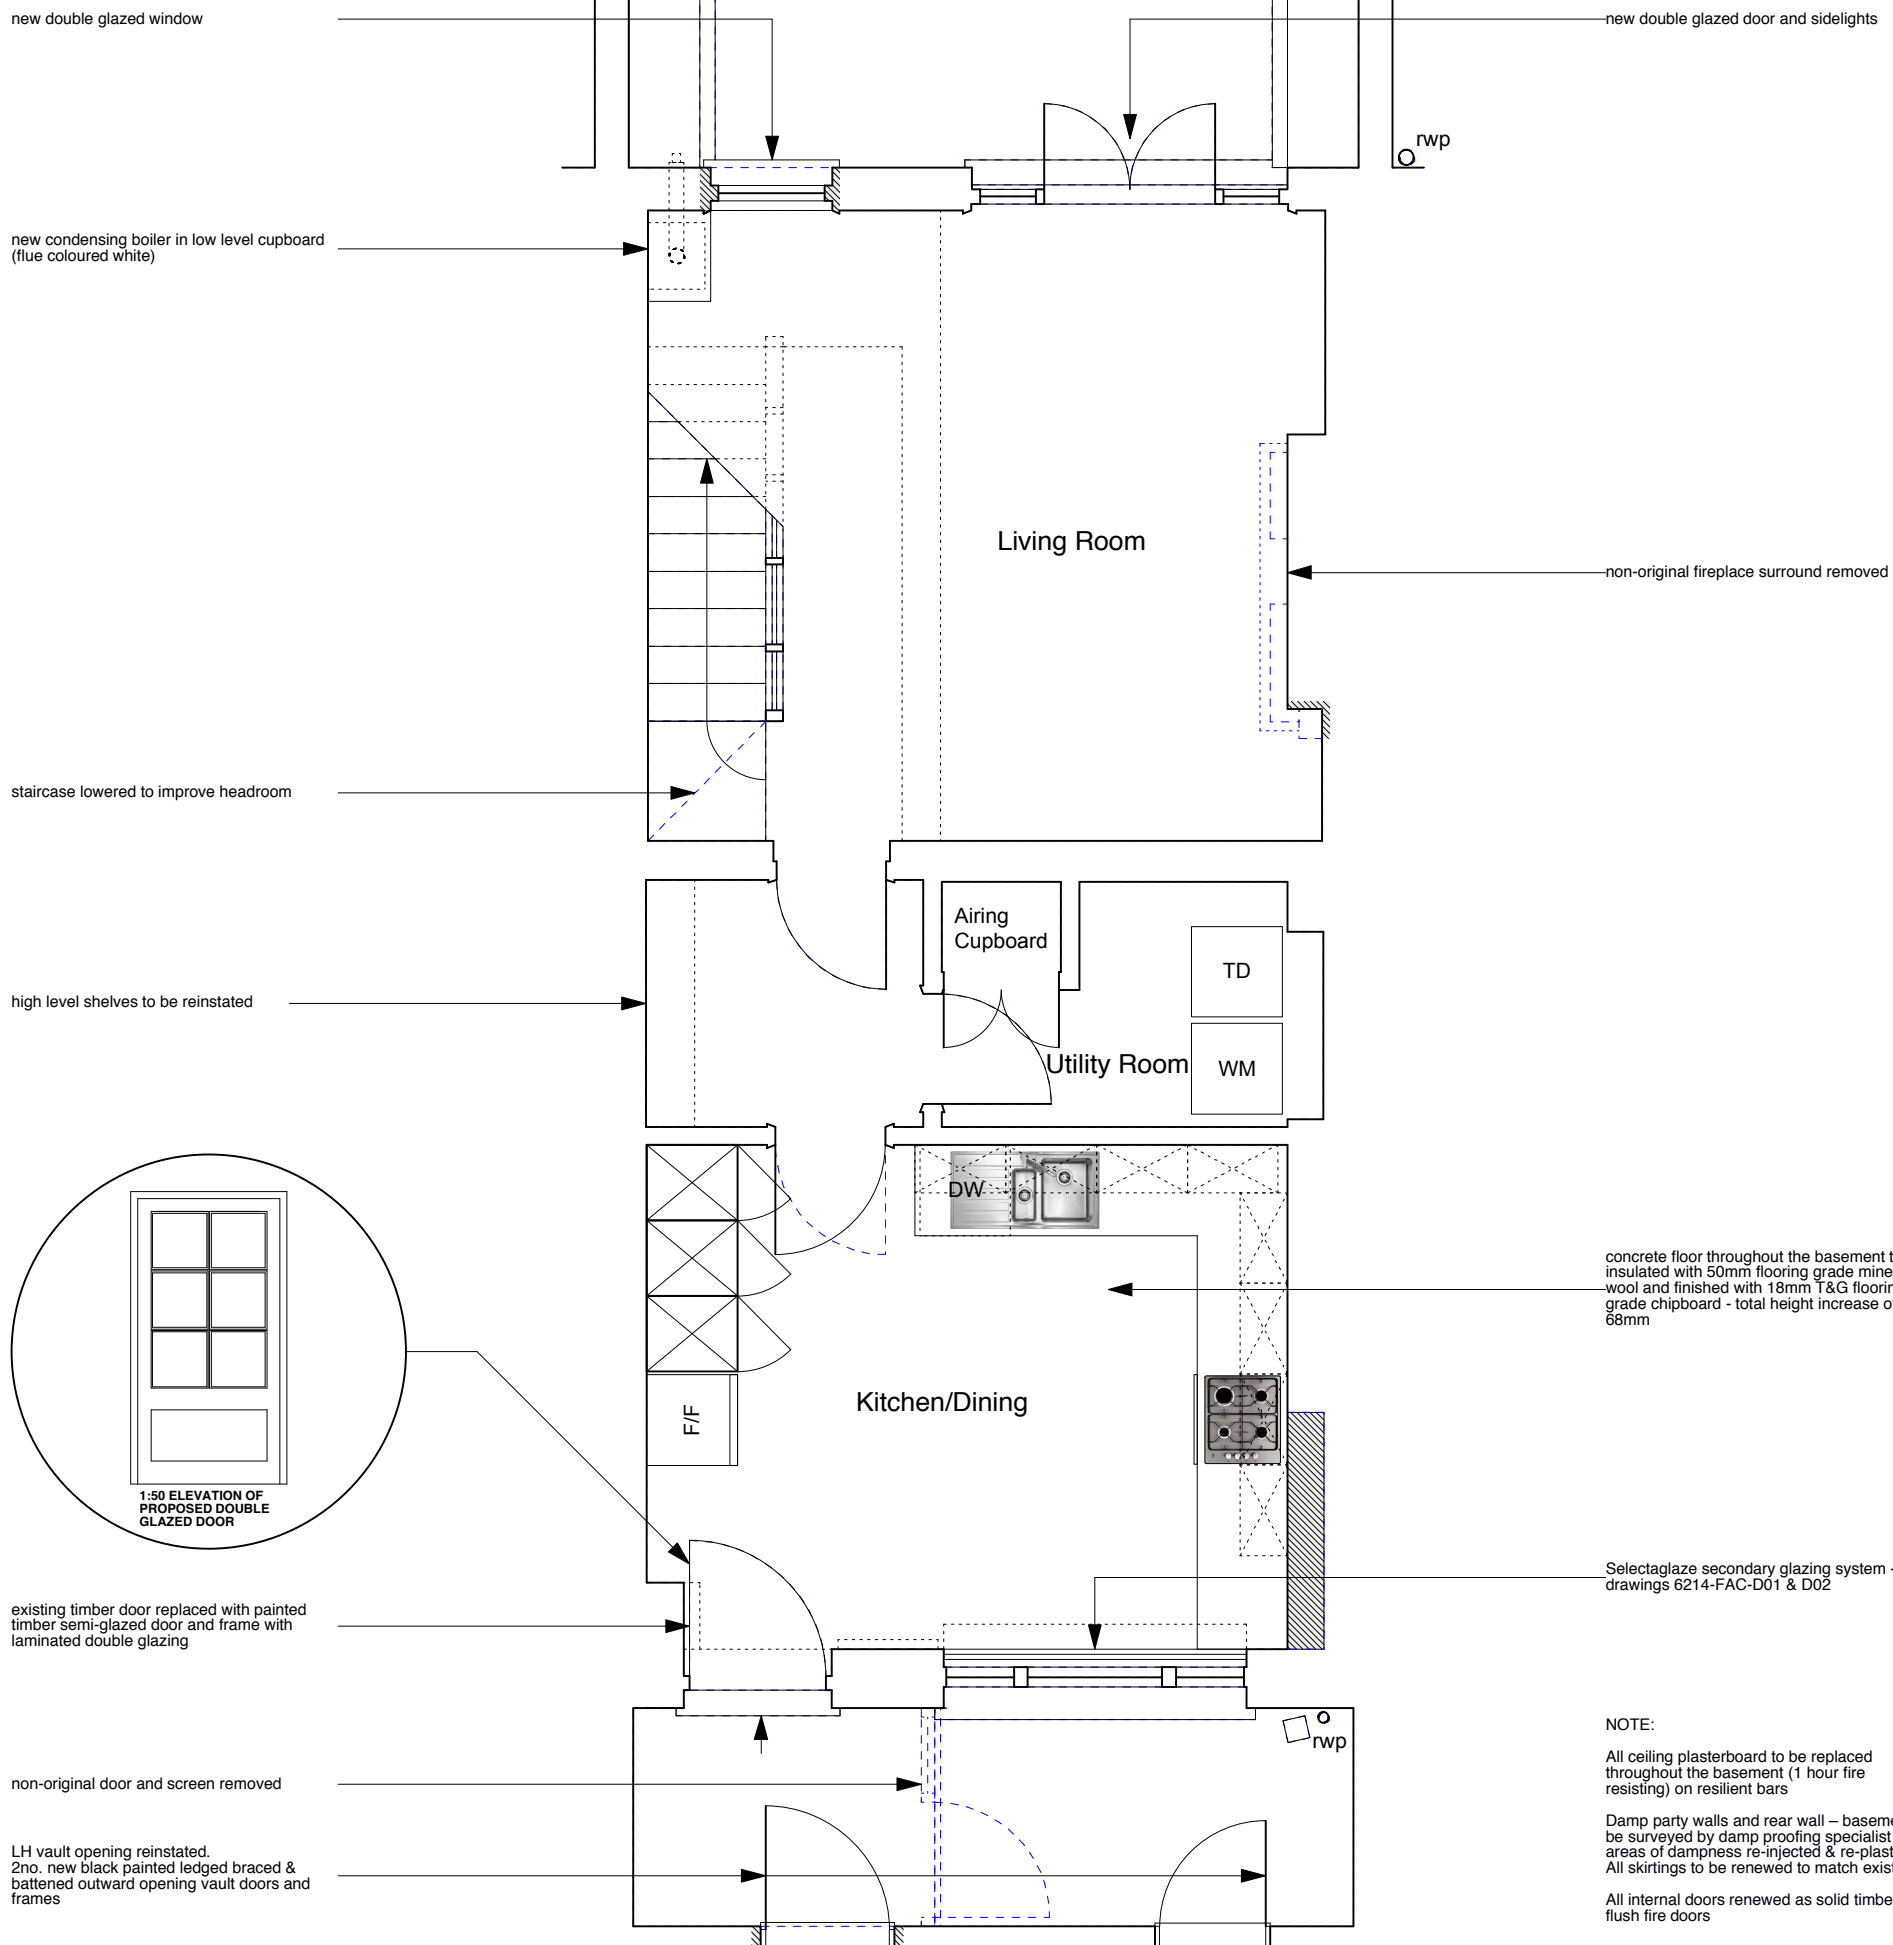 new double glazed window
new double glazed door and sidelights
rwp
new condensing boiler in low level cupboard
(flue coloured white)
Living Room
non-original fireplace surround removed
staircase lowered to improve headroom
Airing
Cupboard
TD
high level shelves to be reinstated
Utility Room
WM
DW
concrete floor throughout the basement t
insulated with 50mm flooring grade mine
wool and finished with 18mm T&G floorin
grade chipboard - total height increase o
68mm
F/F
Kitchen/Dining
1:50 ELEVATION OF
PROPOSED DOUBLE
GLAZED DOOR
Selectaglaze secondary glazing system -
drawings 6214-FAC-D01 & D02
existing timber door replaced with painted
timber semi-glazed door and frame with
laminated double glazing
rwp
non-original door and screen removed
LH vault opening reinstated.
2no. new black painted ledged braced &
battened outward opening vault doors and
frames
NOTE:
All ceiling plasterboard to be replaced
throughout the basement (1 hour fire
resisting) on resilient bars
Damp party walls and rear wall – baseme
be surveyed by damp proofing specialist
areas of dampness re-injected & re-plast
All skirtings to be renewed to match exist
All internal doors renewed as solid timbe
flush fire doors